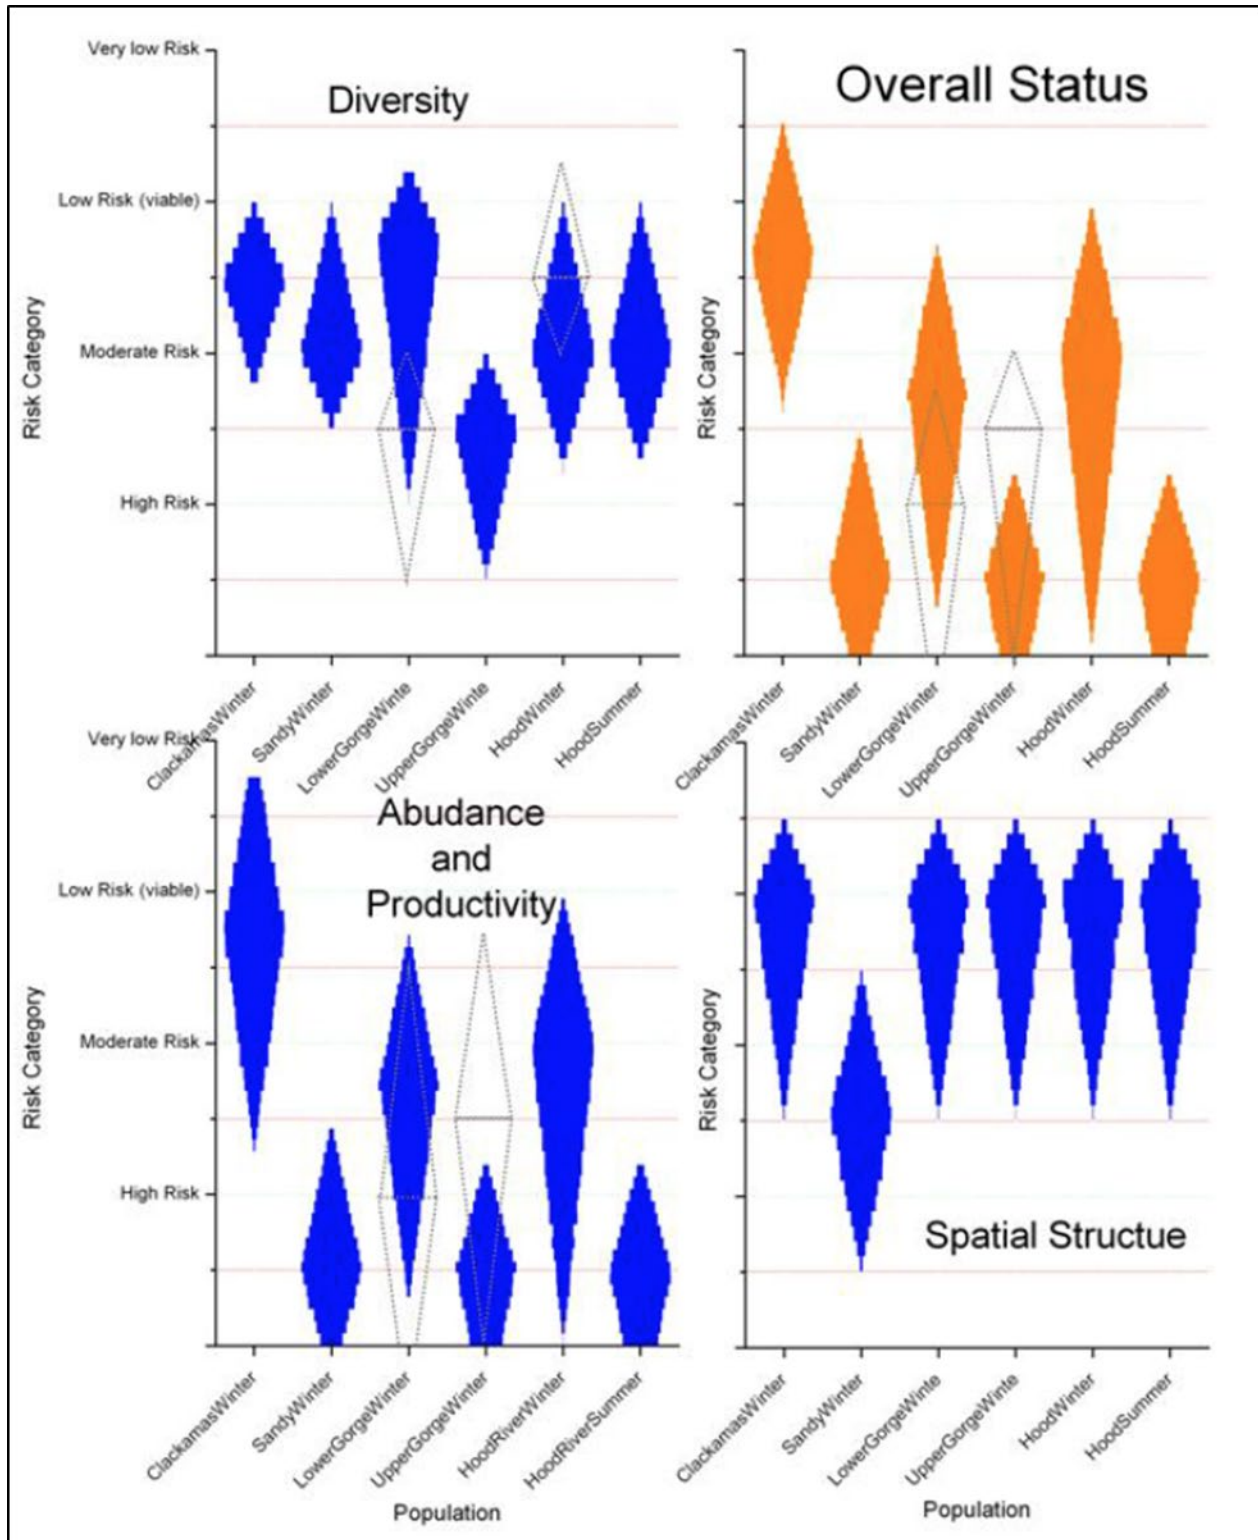 Diversity
Very low Risk
Low Risk (viable)
Moderate Risk
High Risk
Risk Category
ClackamasWinter
SandyWinter
LowerGorgeWinte
UpperGorgeWinte
HoodWinter
HoodSummer
Overall Status
Risk Category
ClackamasWinter
SandyWinter
LowerGorgeWinter
UpperGorgeWinter
HoodWinter
HoodSummer
Abudance
and
Productivity
Very low Risk
Low Risk (viable)
Moderate Risk
High Risk
Risk Category
ClackamasWinter
SandyWinter
LowerGorgeWinter
UpperGorgeWinter
HoodRiverWinter
HoodRiverSummer
Population
Spatial Structue
Risk Category
ClackamasWinter
SandyWinter
LowerGorgeWinte
UpperGorgeWinte
HoodWinter
HoodSummer
Population